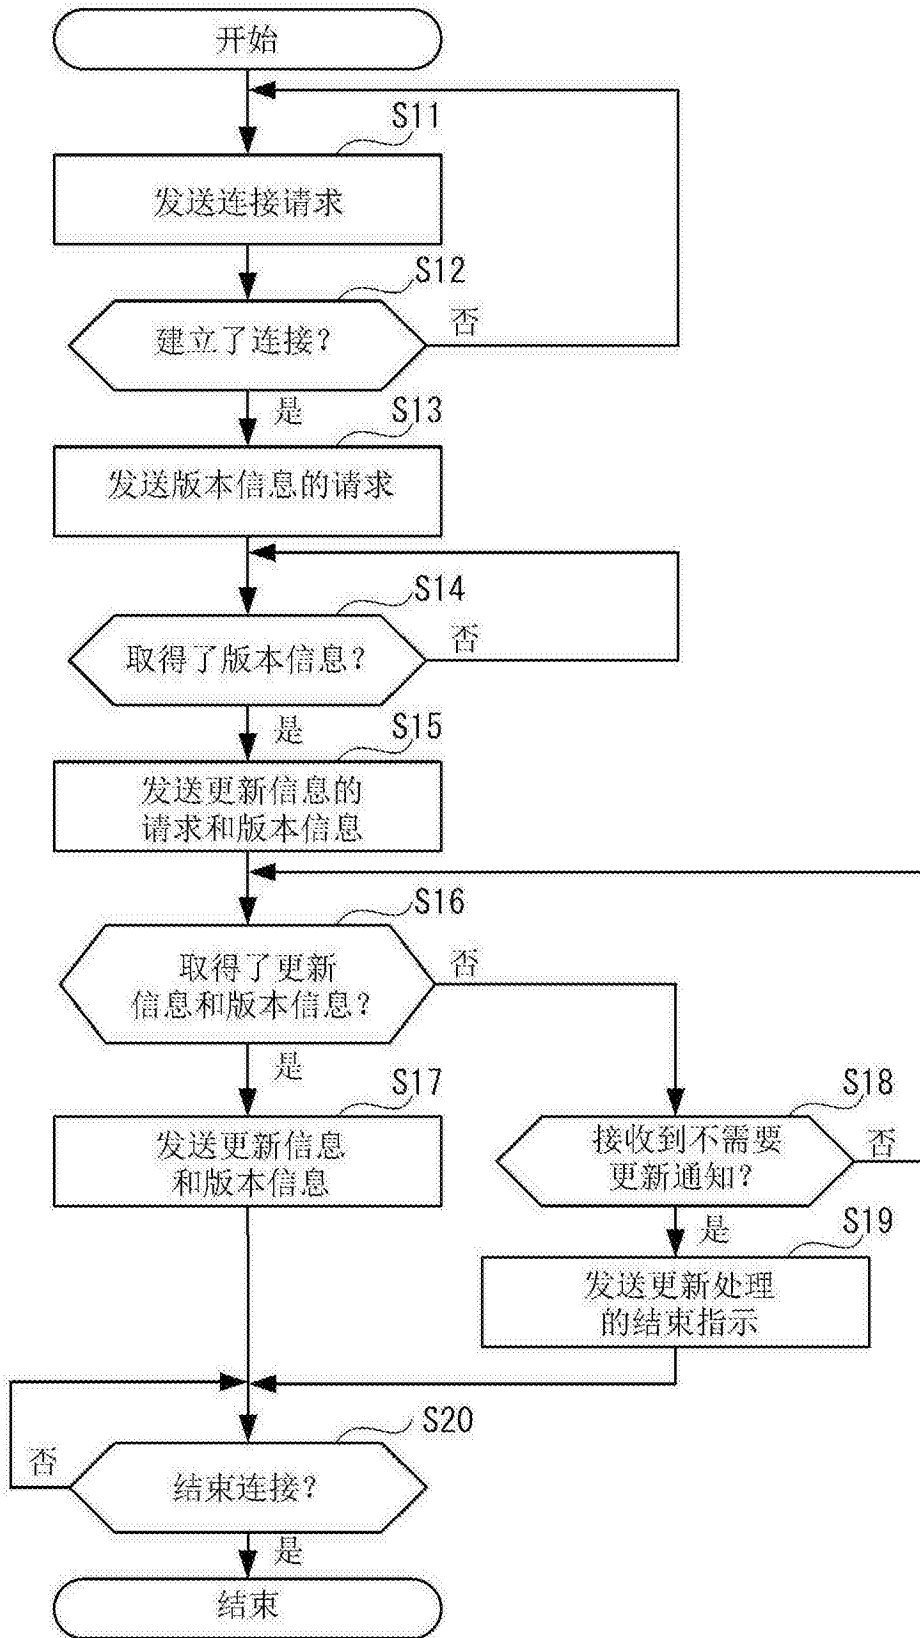 开始
S11
发送连接请求
S12
建立了连接？
否
是
S13
发送版本信息的请求
S14
取得了版本信息？
否
是
S15
发送更新信息的
请求和版本信息
S16
取得了更新
信息和版本信息？
否
是
S17
发送更新信息
和版本信息
S18
接收到不需要
更新通知？
否
是
S19
发送更新处理
的结束指示
S20
结束连接？
否
是
结束